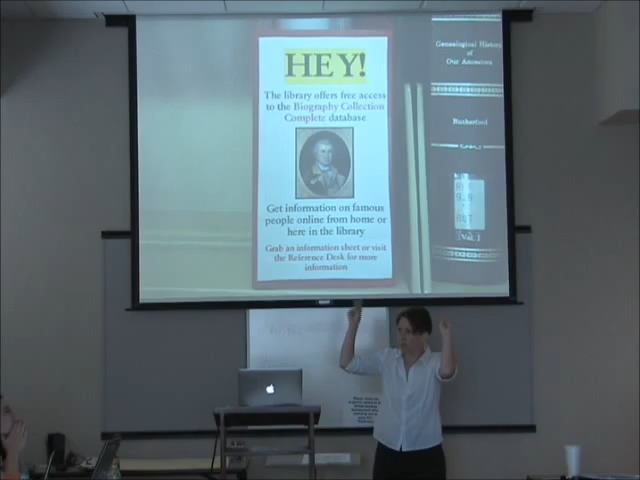 HEY!
The library offers free access
to the Biography Collection
Complete database
Get information on famous
people online from home or
here in the library
Grab an information sheet or visit
the Reference Desk for more
information
Genealogical History
of
Our Ancestors
Rutherford